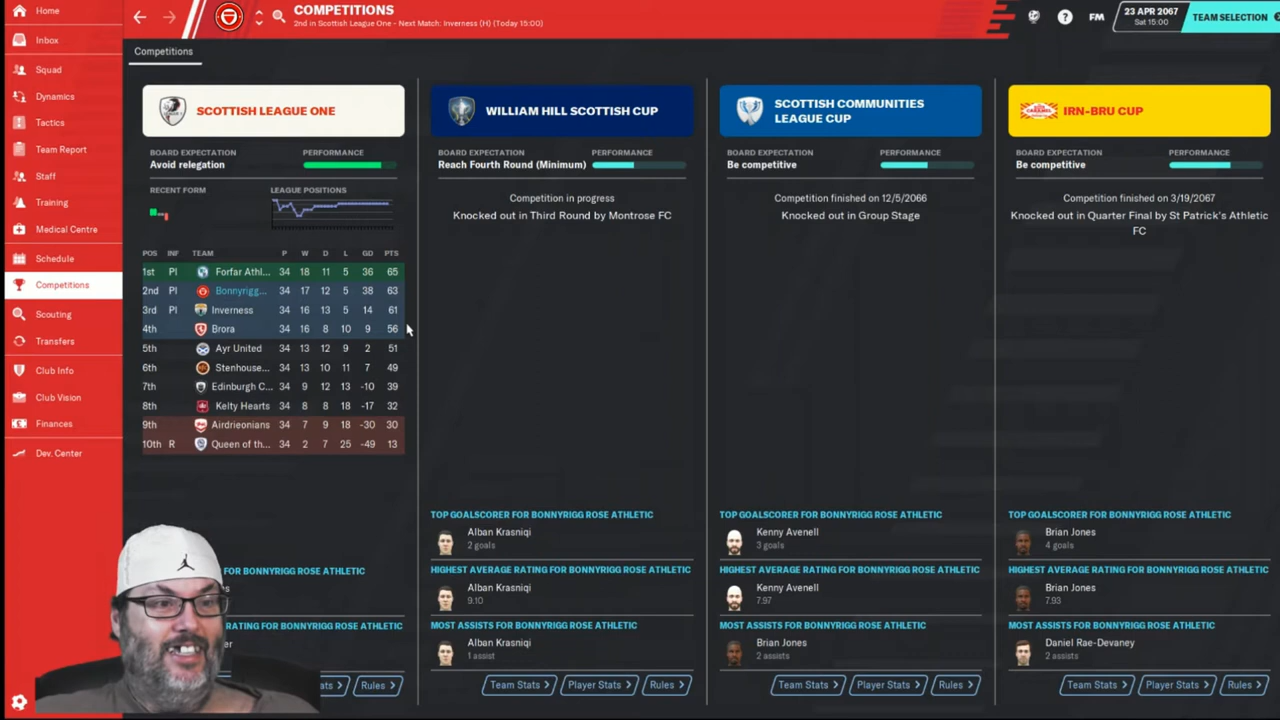 Home
Inbox
Squad
Dynamics
Tactics
Team Report
Staff
Training
Medical Centre
Schedule
Competitions
Scouting
Transfers
Club Info
Club Vision
Finances
Dev. Center
COMPETITIONS
2nd in Scottish League One - Next Match: Inverness (H) (Today 15:00)
?
FM
23 APR 2067
Sat 15:00
TEAM SELECTION
Competitions
SCOTTISH LEAGUE ONE
BOARD EXPECTATION PERFORMANCE
Avoid relegation
RECENT FORM LEAGUE POSITIONS
POS INF TEAM P W D L GD PTS
1st Pl Forfar Athl... 34 18 11 5 36 65
2nd Pl Bonnyrigg... 34 17 12 5 38 63
3rd Pl Inverness 34 16 13 5 14 61
4th Brora 34 16 8 10 9 56
5th Ayr United 34 13 12 9 2 51
6th Stenhouse... 34 13 10 11 7 49
7th Edinburgh C... 34 9 12 13 -10 39
8th Kelty Hearts 34 8 8 18 -17 32
9th Airdrieonians 34 7 9 18 -30 30
10th R Queen of th... 34 2 7 25 -49 13
FOR BONNYRIGG ROSE ATHLETIC
RATING FOR BONNYRIGG ROSE ATHLETIC
Rules >
WILLIAM HILL SCOTTISH CUP
BOARD EXPECTATION PERFORMANCE
Reach Fourth Round (Minimum)
Competition in progress
Knocked out in Third Round by Montrose FC
TOP GOALSCORER FOR BONNYRIGG ROSE ATHLETIC
Alban Krasniqi
2 goals
HIGHEST AVERAGE RATING FOR BONNYRIGG ROSE ATHLETIC
Alban Krasniqi
9.10
MOST ASSISTS FOR BONNYRIGG ROSE ATHLETIC
Alban Krasniqi
1 assist
Team Stats > Player Stats > Rules >
SCOTTISH COMMUNITIES
LEAGUE CUP
BOARD EXPECTATION PERFORMANCE
Be competitive
Competition finished on 12/5/2066
Knocked out in Group Stage
TOP GOALSCORER FOR BONNYRIGG ROSE ATHLETIC
Kenny Avenell
3 goals
HIGHEST AVERAGE RATING FOR BONNYRIGG ROSE ATHLETIC
Kenny Avenell
7.97
MOST ASSISTS FOR BONNYRIGG ROSE ATHLETIC
Brian Jones
2 assists
Team Stats > Player Stats > Rules >
IRN-BRU CUP
BOARD EXPECTATION PERFORMANCE
Be competitive
Competition finished on 3/19/2067
Knocked out in Quarter Final by St Patrick's Athletic
FC
TOP GOALSCORER FOR BONNYRIGG ROSE ATHLETIC
Brian Jones
4 goals
HIGHEST AVERAGE RATING FOR BONNYRIGG ROSE ATHLETIC
Brian Jones
7.93
MOST ASSISTS FOR BONNYRIGG ROSE ATHLETIC
Daniel Rae-Devaney
2 assists
Team Stats > Player Stats > Rules >